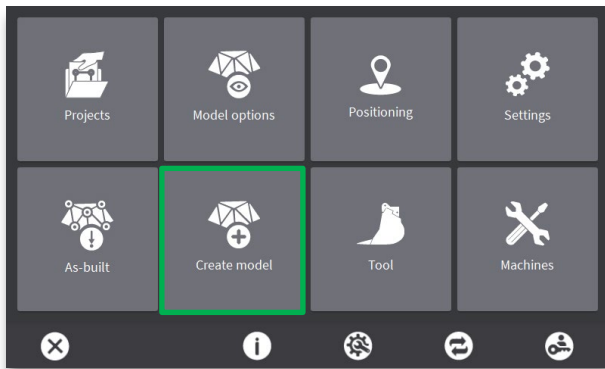 Projects
Model options
Positioning
Settings
As-built
Create model
Tool
Machines